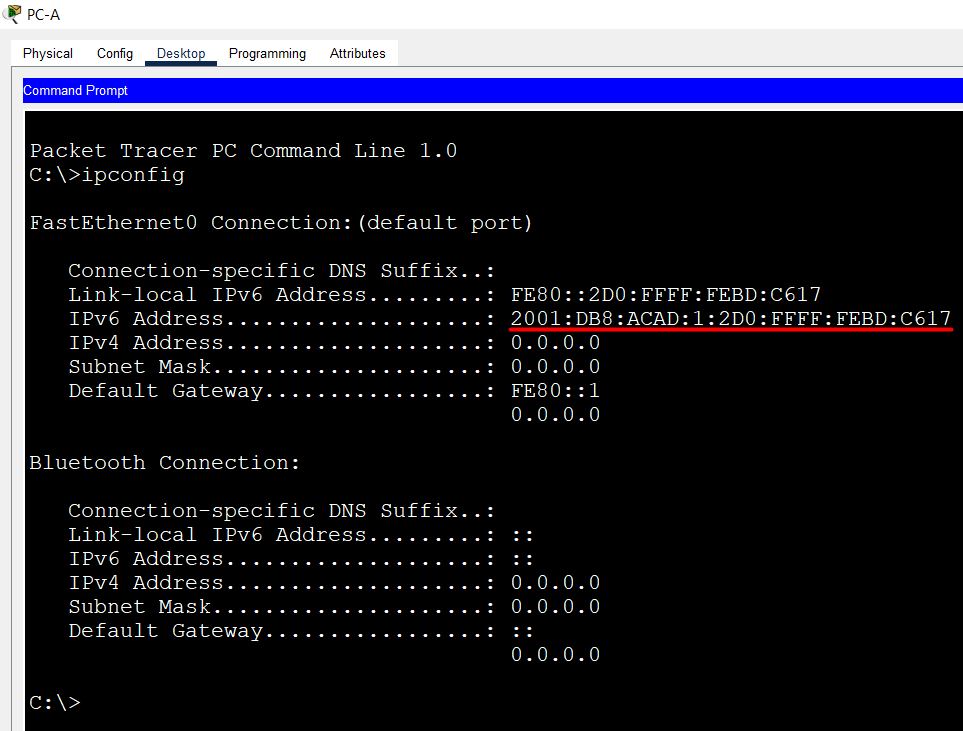 PC-A
Physical Config Desktop Programming Attributes
Command Prompt
Packet Tracer PC Command Line 1.0
C:\>ipconfig
FastEthernet0 Connection:(default port)
Connection-specific DNS Suffix..:
Link-local IPv6 Address.........: FE80::2D0:FFFF:FEBD:C617
IPv6 Address....................: 2001:DB8:ACAD:1:2D0:FFFF:FEBD:C617
IPv4 Address....................: 0.0.0.0
Subnet Mask.....................: 0.0.0.0
Default Gateway.................: FE80::1
0.0.0.0
Bluetooth Connection:
Connection-specific DNS Suffix..:
Link-local IPv6 Address.........: ::
IPv6 Address....................: ::
IPv4 Address....................: 0.0.0.0
Subnet Mask.....................: 0.0.0.0
Default Gateway.................: ::
0.0.0.0
C:\>